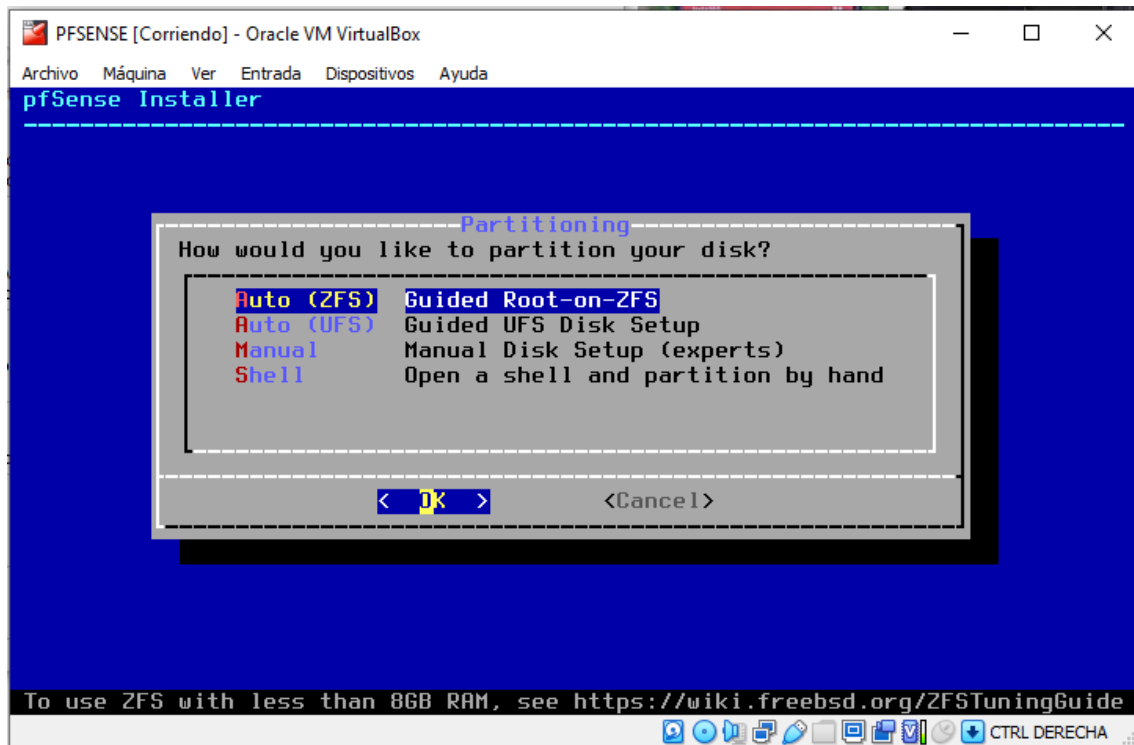 PFSENSE [Corriendo] - Oracle VM VirtualBox
Archivo Máquina Ver Entrada Dispositivos Ayuda
pfSense Installer
Partitioning
How would you like to partition your disk?
Auto (ZFS) Guided Root-on-ZFS
Auto (UFS) Guided UFS Disk Setup
Manual Manual Disk Setup (experts)
Shell Open a shell and partition by hand
< OK > <Cancel>
To use ZFS with less than 8GB RAM, see https://wiki.freebsd.org/ZFSTuningGuide
CTRL DERECHA